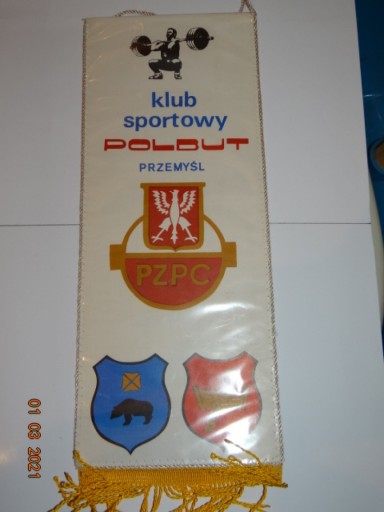 klub
sportowy
POLBUT
PRZEMYŚL
PZPC
01 03 2021